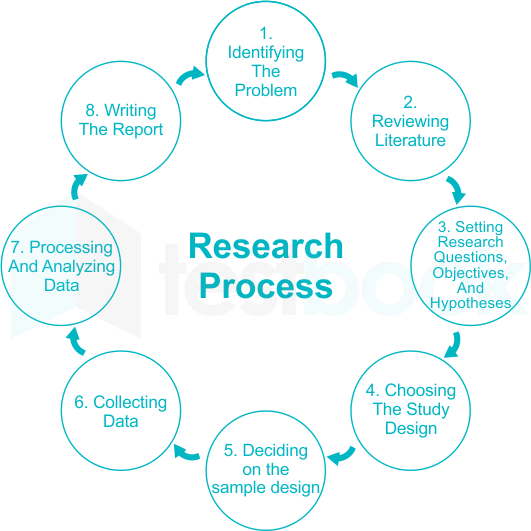 1.
Identifying
The
Problem
2.
Reviewing
Literature
3. Setting
Research
Questions,
Objectives,
And
Hypotheses
4. Choosing
The Study
Design
5. Deciding
on the
sample design
6. Collecting
Data
7. Processing
And Analyzing
Data
8. Writing
The Report
Research
Process
testbook